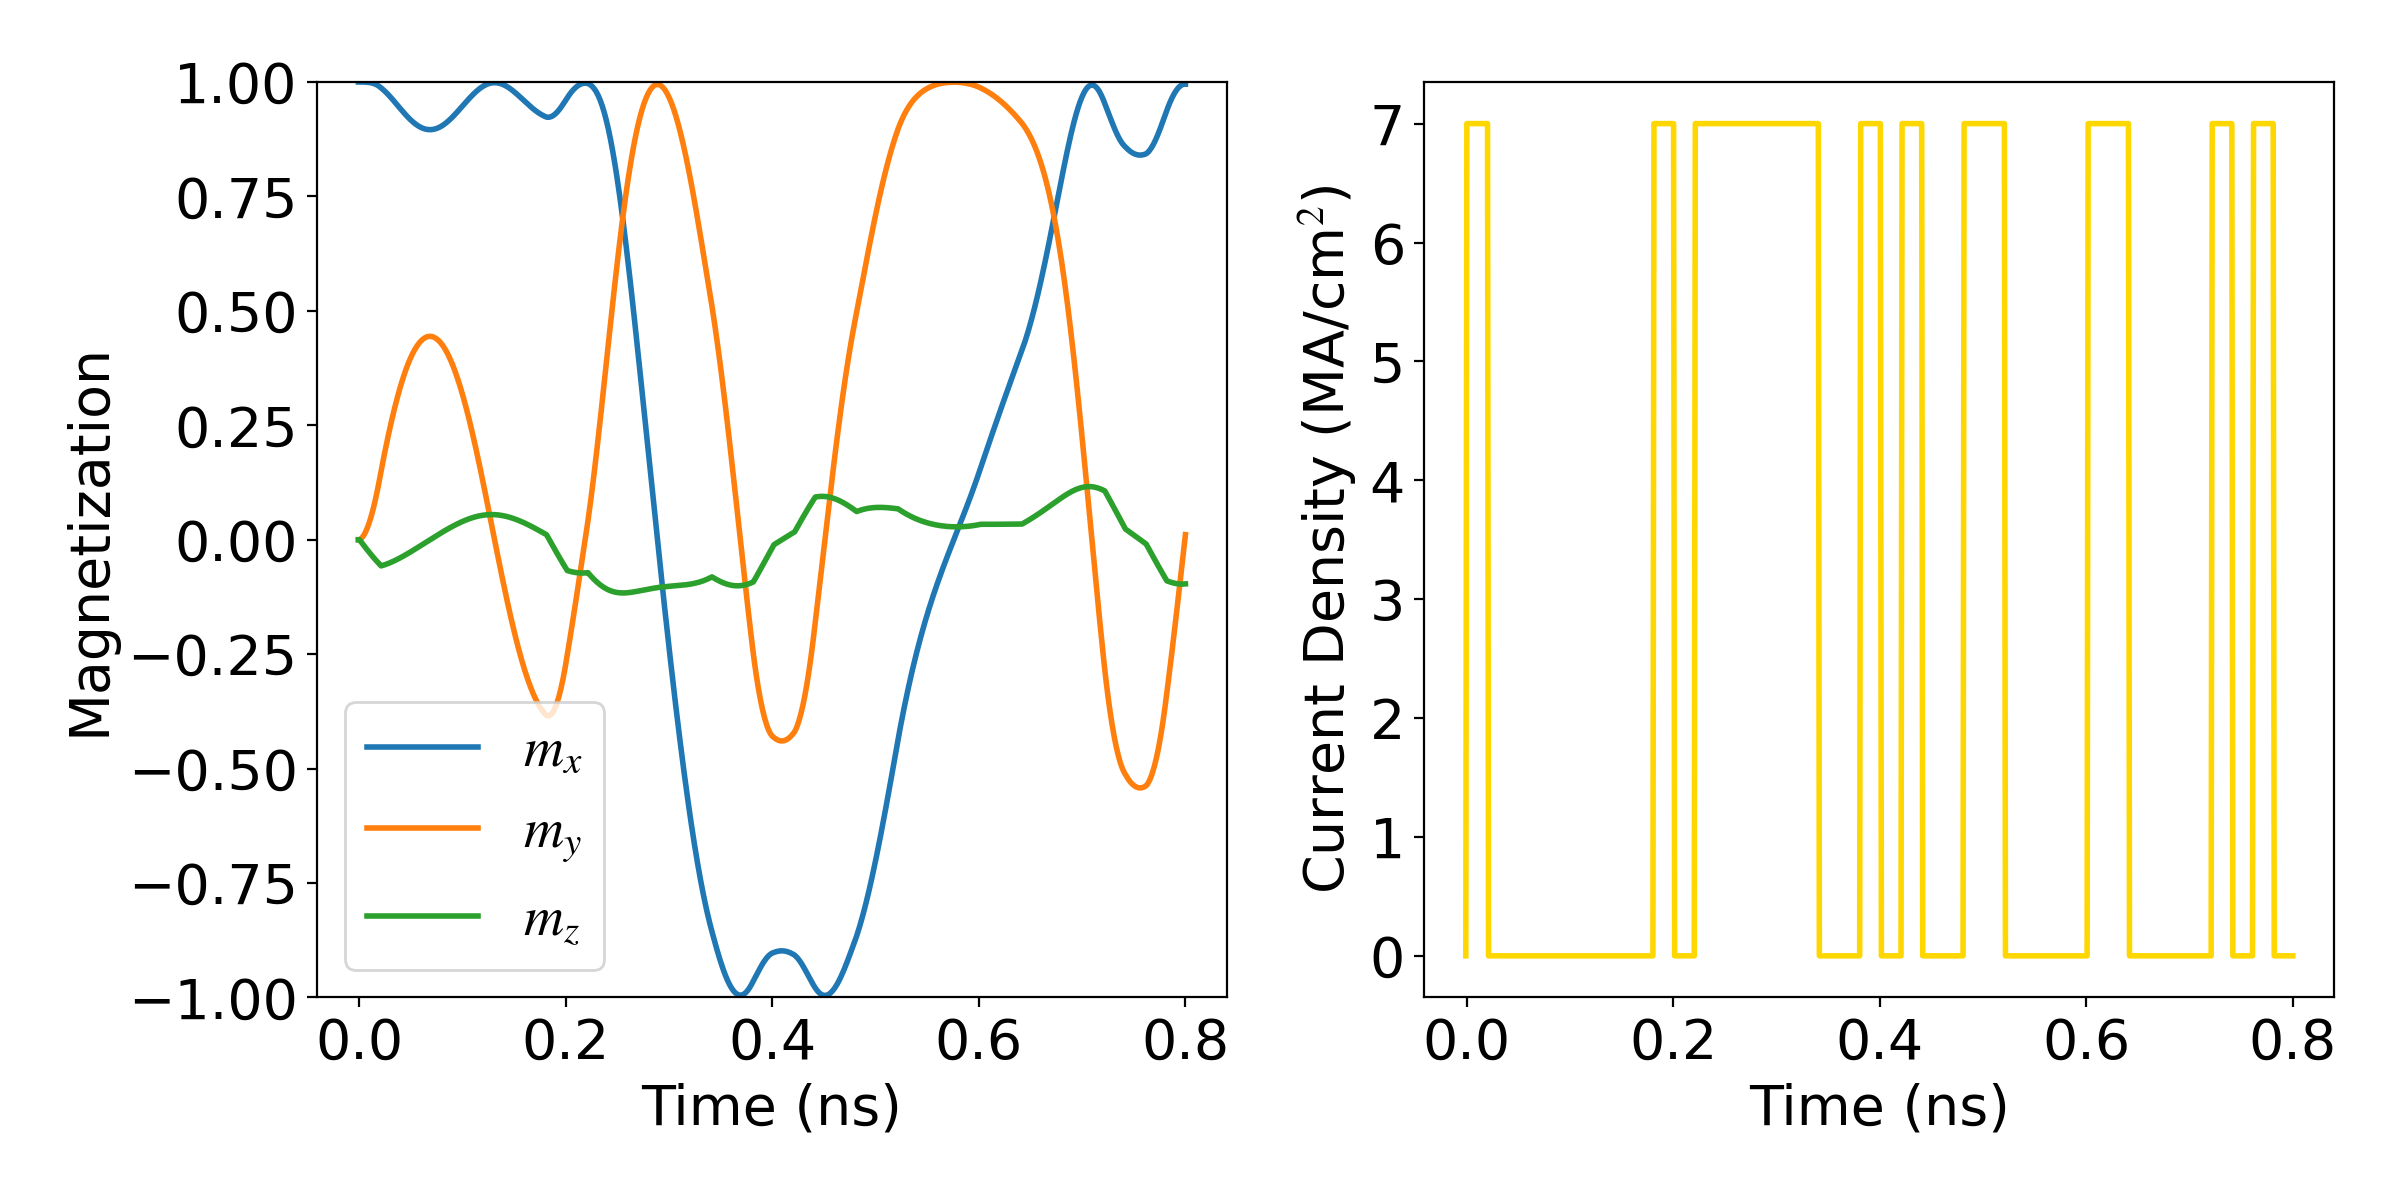 Magnetization
1.00
0.75
0.50
0.25
0.00
−0.25
−0.50
−0.75
−1.00
m_x
m_y
m_z
0.0 0.2 0.4 0.6 0.8
Time (ns)
Current Density (MA/cm²)
7
6
5
4
3
2
1
0
0.0 0.2 0.4 0.6 0.8
Time (ns)